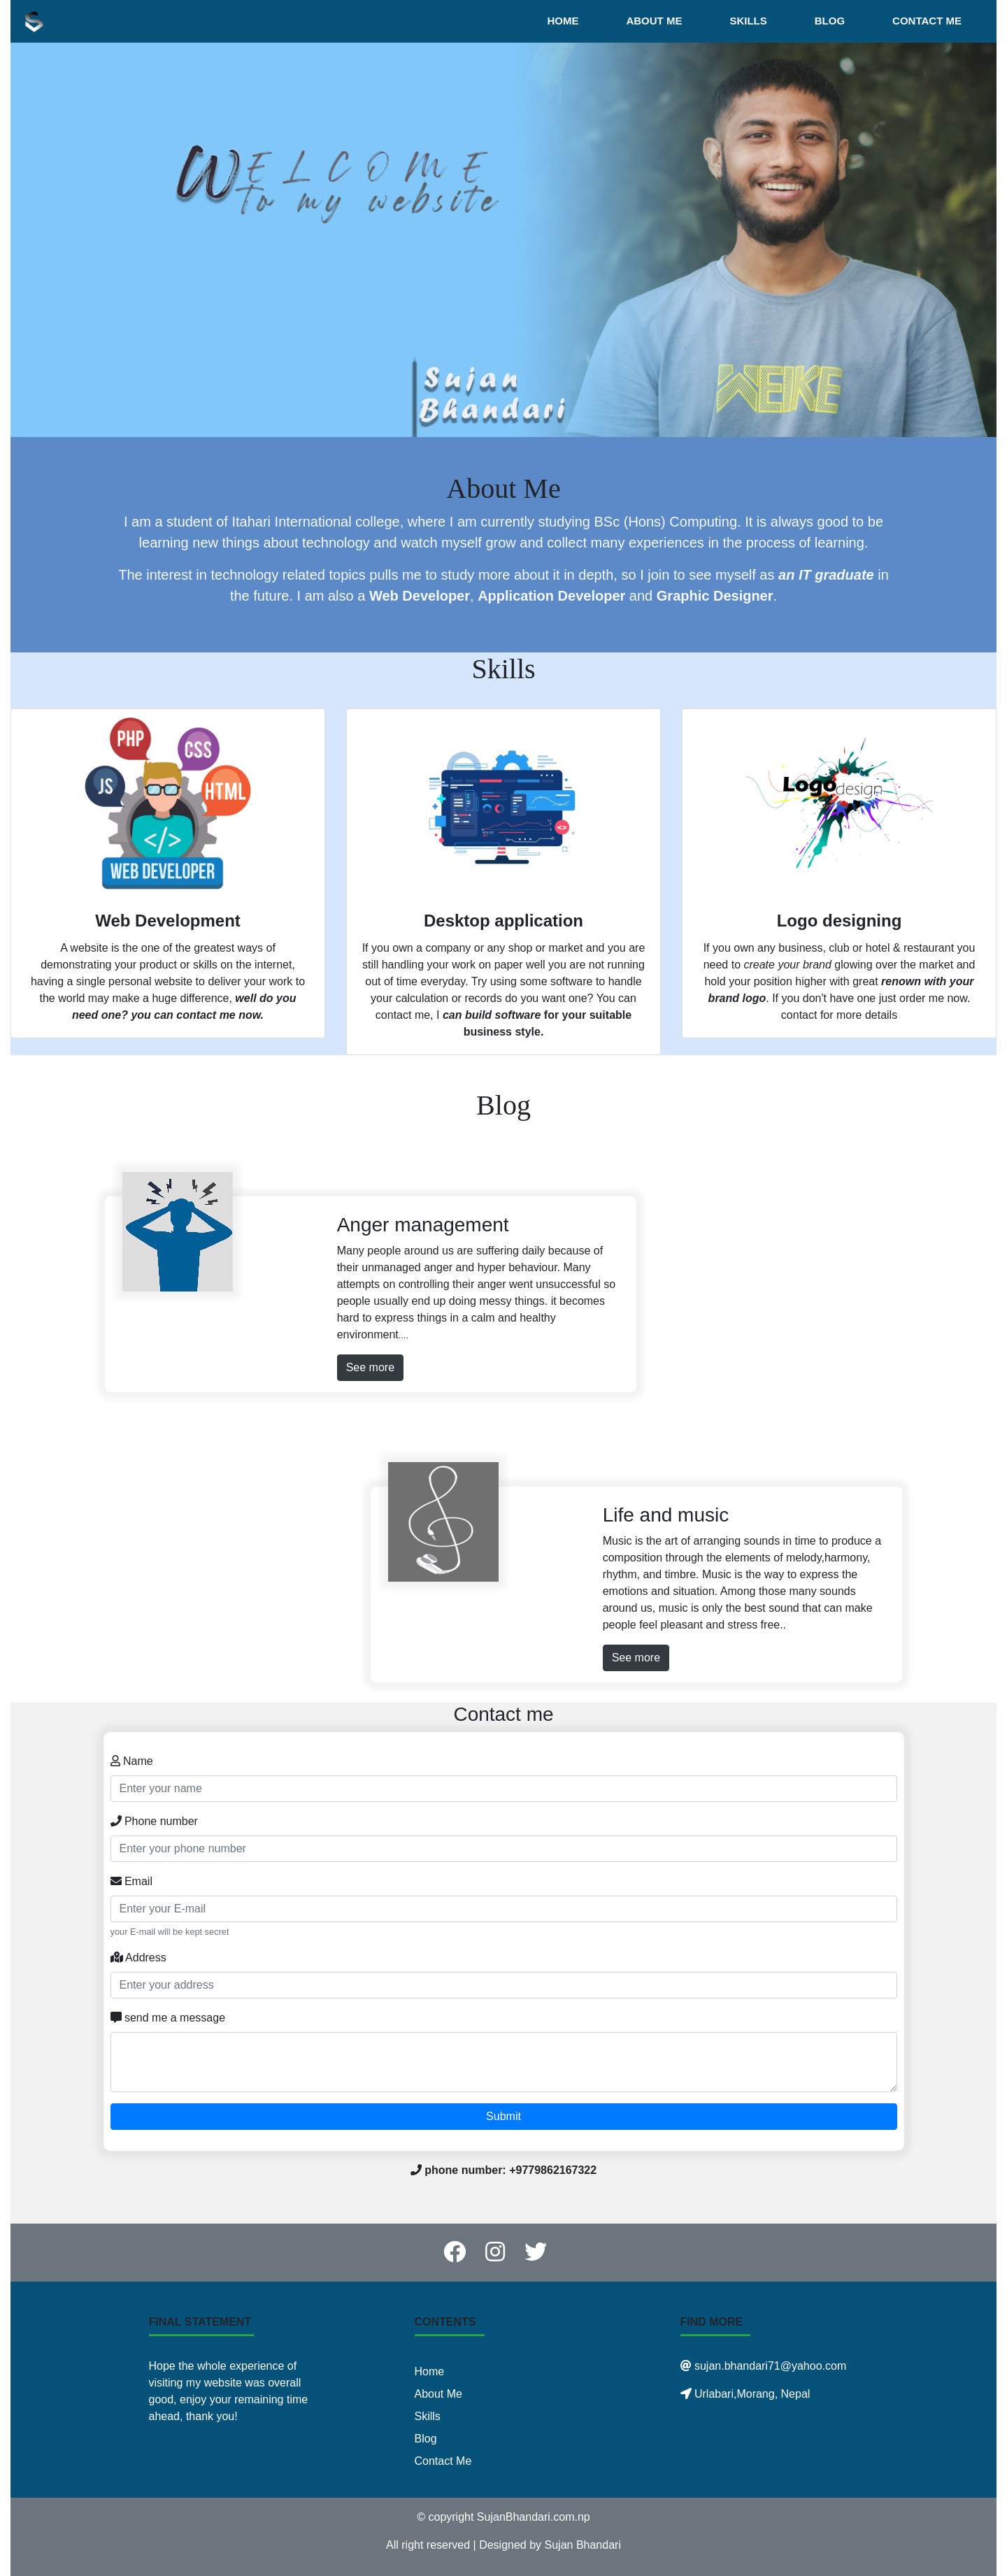 HOME ABOUT ME SKILLS BLOG CONTACT ME
WELCOME
To my website
WEIKE
Sujan
Bhandari
About Me
I am a student of Itahari International college, where I am currently studying BSc (Hons) Computing. It is always good to be
learning new things about technology and watch myself grow and collect many experiences in the process of learning.
The interest in technology related topics pulls me to study more about it in depth, so I join to see myself as an IT graduate in
the future. I am also a Web Developer, Application Developer and Graphic Designer.
Skills
PHP
CSS
JS
HTML
</>
WEB DEVELOPER
Web Development
A website is the one of the greatest ways of
demonstrating your product or skills on the internet,
having a single personal website to deliver your work to
the world may make a huge difference, well do you
need one? you can contact me now.
<>
Desktop application
If you own a company or any shop or market and you are
still handling your work on paper well you are not running
out of time everyday. Try using some software to handle
your calculation or records do you want one? You can
contact me, I can build software for your suitable
business style.
Logo design
Logo designing
If you own any business, club or hotel & restaurant you
need to create your brand glowing over the market and
hold your position higher with great renown with your
brand logo. If you don't have one just order me now.
contact for more details
Blog
Anger management
Many people around us are suffering daily because of
their unmanaged anger and hyper behaviour. Many
attempts on controlling their anger went unsuccessful so
people usually end up doing messy things. it becomes
hard to express things in a calm and healthy
environment....
See more
Life and music
Music is the art of arranging sounds in time to produce a
composition through the elements of melody,harmony,
rhythm, and timbre. Music is the way to express the
emotions and situation. Among those many sounds
around us, music is only the best sound that can make
people feel pleasant and stress free..
See more
Contact me
Name
Enter your name
Phone number
Enter your phone number
Email
Enter your E-mail
your E-mail will be kept secret
Address
Enter your address
send me a message
Submit
phone number: +9779862167322
FINAL STATEMENT
Hope the whole experience of
visiting my website was overall
good, enjoy your remaining time
ahead, thank you!
CONTENTS
Home
About Me
Skills
Blog
Contact Me
FIND MORE
@ sujan.bhandari71@yahoo.com
Urlabari,Morang, Nepal
© copyright SujanBhandari.com.np
All right reserved | Designed by Sujan Bhandari